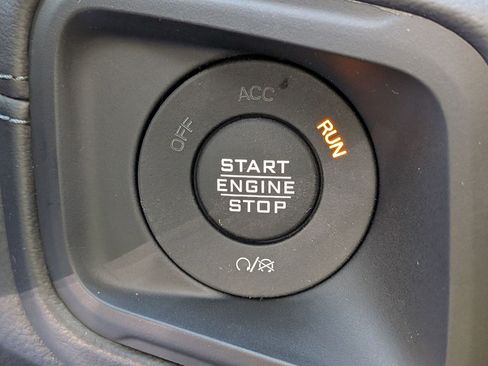 ACC
OFF
RUN
START
ENGINE
STOP